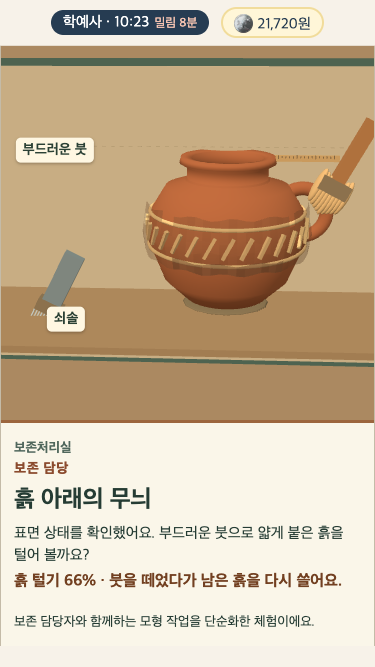 학예사 · 10:23 밀림 8분
21,720원
부드러운 붓
쇠솔
보존처리실
보존 담당
흙 아래의 무늬
표면 상태를 확인했어요. 부드러운 붓으로 얇게 붙은 흙을
털어 볼까요?
흙 털기 66% · 붓을 떼었다가 남은 흙을 다시 쓸어요.
보존 담당자와 함께하는 모형 작업을 단순화한 체험이에요.